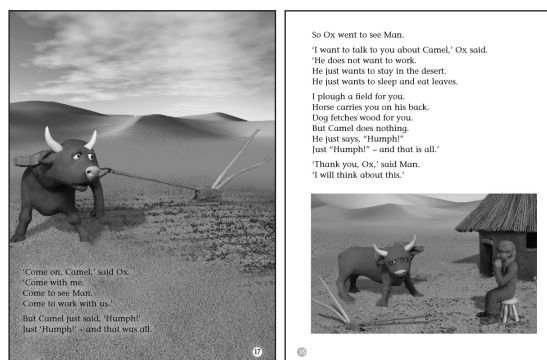 'Come on, Camel,' said Ox.
'Come with me.
Come to see Man.
Come to work with us.'
But Camel just said, 'Humph!'
Just 'Humph!' – and that was all.
17
So Ox went to see Man.
'I want to talk to you about Camel,' Ox said.
'He does not want to work.
He just wants to stay in the desert.
He just wants to sleep and eat leaves.
I plough a field for you.
Horse carries you on his back.
Dog fetches wood for you.
But Camel does nothing.
He just says, "Humph!"
Just "Humph!" – and that is all.'
'Thank you, Ox,' said Man.
'I will think about this.'
18